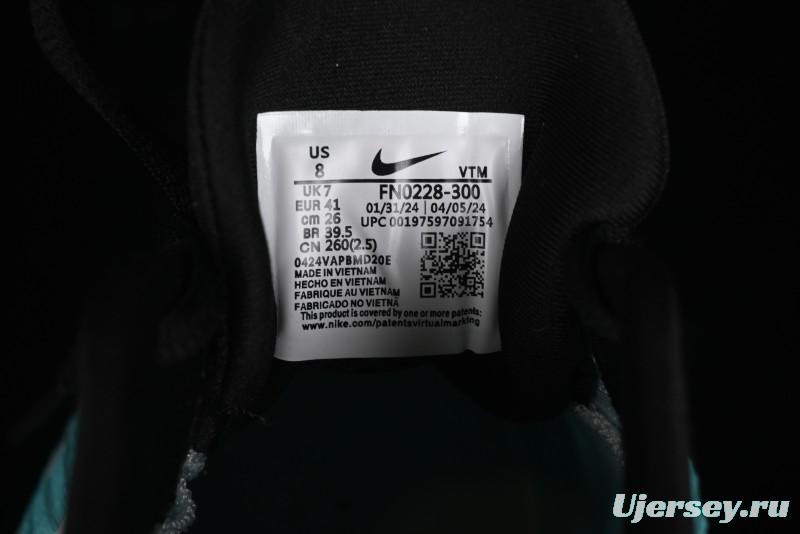 US
8
VTM
UK 7
EUR 41
cm 26
BR 39.5
CN 260(2.5)
FN0228-300
01/31/24 | 04/05/24
UPC 00197597091754
0424VAPBMD20E
MADE IN VIETNAM
HECHO EN VIETNAM
FABRIQUE AU VIETNAM
FABRICADO NO VIETNÃ
This product is covered by one or more patents:
www.nike.com/patentsvirtualmarking
Ujersey.ru